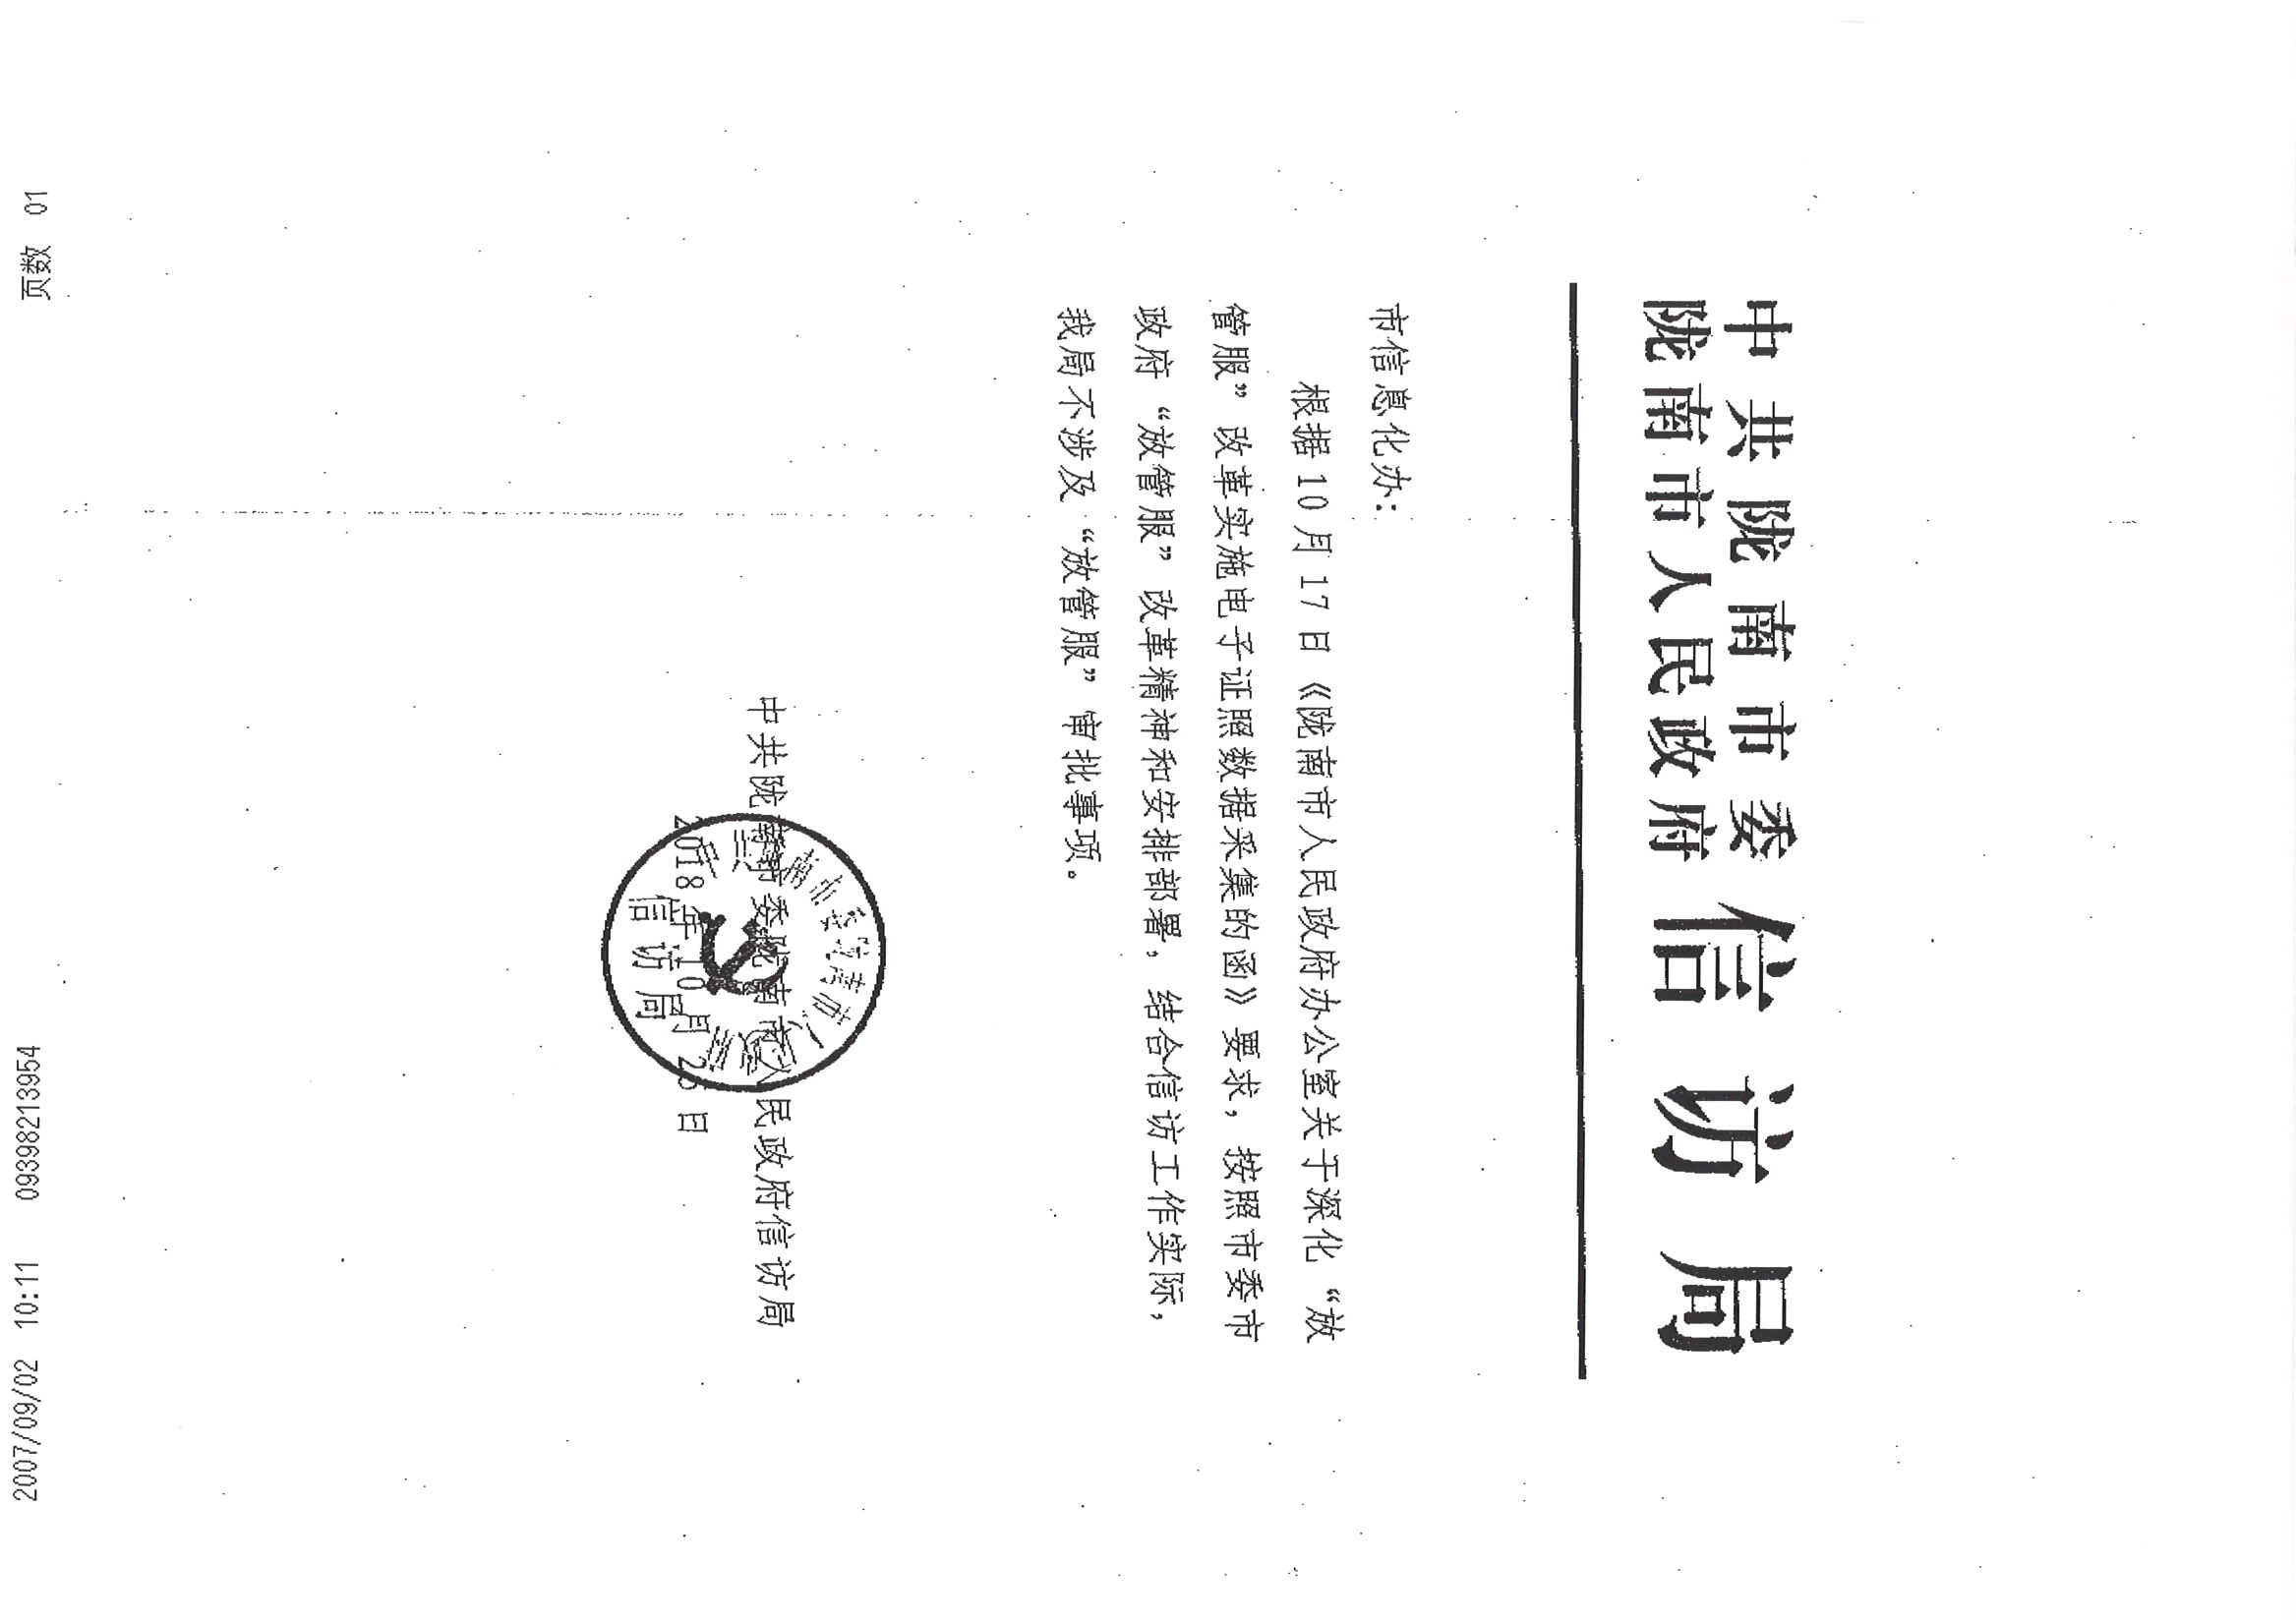 中共陇南市委
陇南市人民政府
信访局
市信息化办：
根据10月17日《陇南市人民政府办公室关于深化“放
管服”改革实施电子证照数据采集的函》要求，按照市委市
政府“放管服”改革精神和安排部署，结合信访工作实际，
我局不涉及“放管服”审批事项。
中共陇南市委陇南市人民政府信访局
2018年10月 日
中共陇南市委陇南市人民政府
信访局
2007/09/02 10:11 09398213954 页数 01